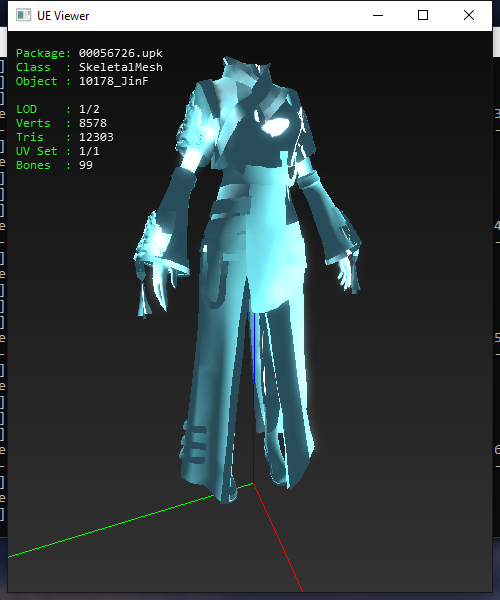 UE Viewer
Package: 00056726.upk
Class : SkeletalMesh
Object : 10178_JinF
LOD : 1/2
Verts : 8578
Tris : 12303
UV Set : 1/1
Bones : 99